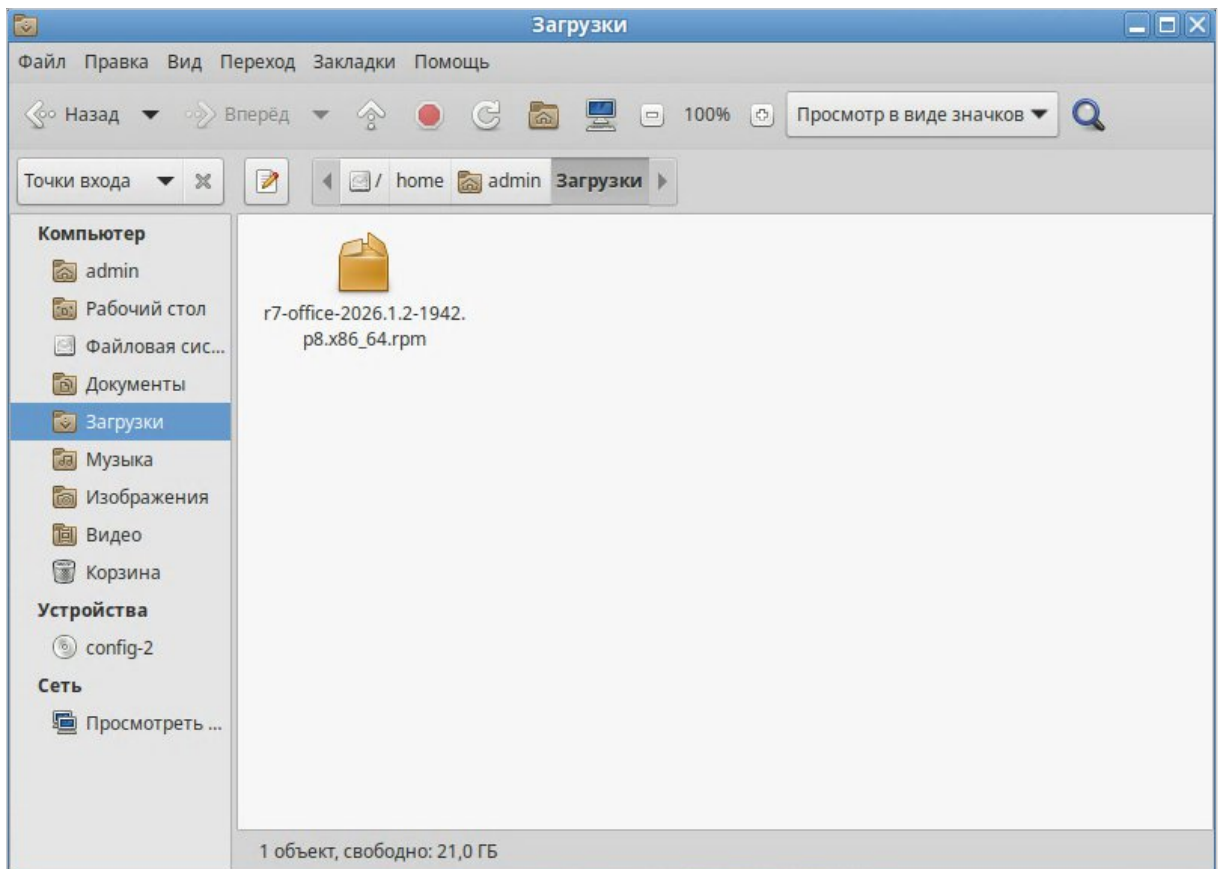 Загрузки
Файл Правка Вид Переход Закладки Помощь
Назад Вперёд 100% Просмотр в виде значков
Точки входа / home admin Загрузки
Компьютер
admin
Рабочий стол
Файловая сис...
Документы
Загрузки
Музыка
Изображения
Видео
Корзина
Устройства
config-2
Сеть
Просмотреть ...
r7-office-2026.1.2-1942.
p8.x86_64.rpm
1 объект, свободно: 21,0 ГБ